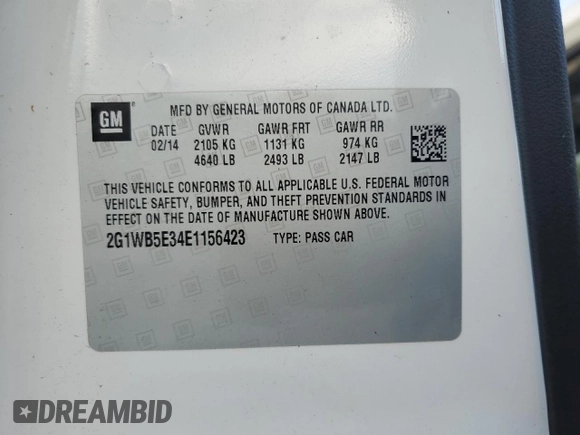 GM
MFD BY GENERAL MOTORS OF CANADA LTD.
DATE GVWR GAWR FRT GAWR RR
02/14 2105 KG 1131 KG 974 KG
4640 LB 2493 LB 2147 LB
THIS VEHICLE CONFORMS TO ALL APPLICABLE U.S. FEDERAL MOTOR
VEHICLE SAFETY, BUMPER, AND THEFT PREVENTION STANDARDS IN
EFFECT ON THE DATE OF MANUFACTURE SHOWN ABOVE.
2G1WB5E34E1156423 TYPE: PASS CAR
DREAMBID